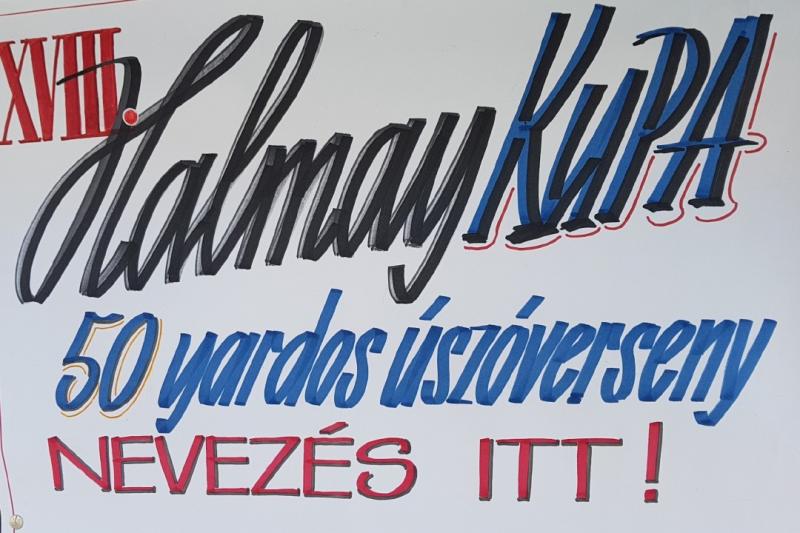 XVIII. Halmay KUPA
50 yardos úszóverseny
NEVEZÉS ITT!